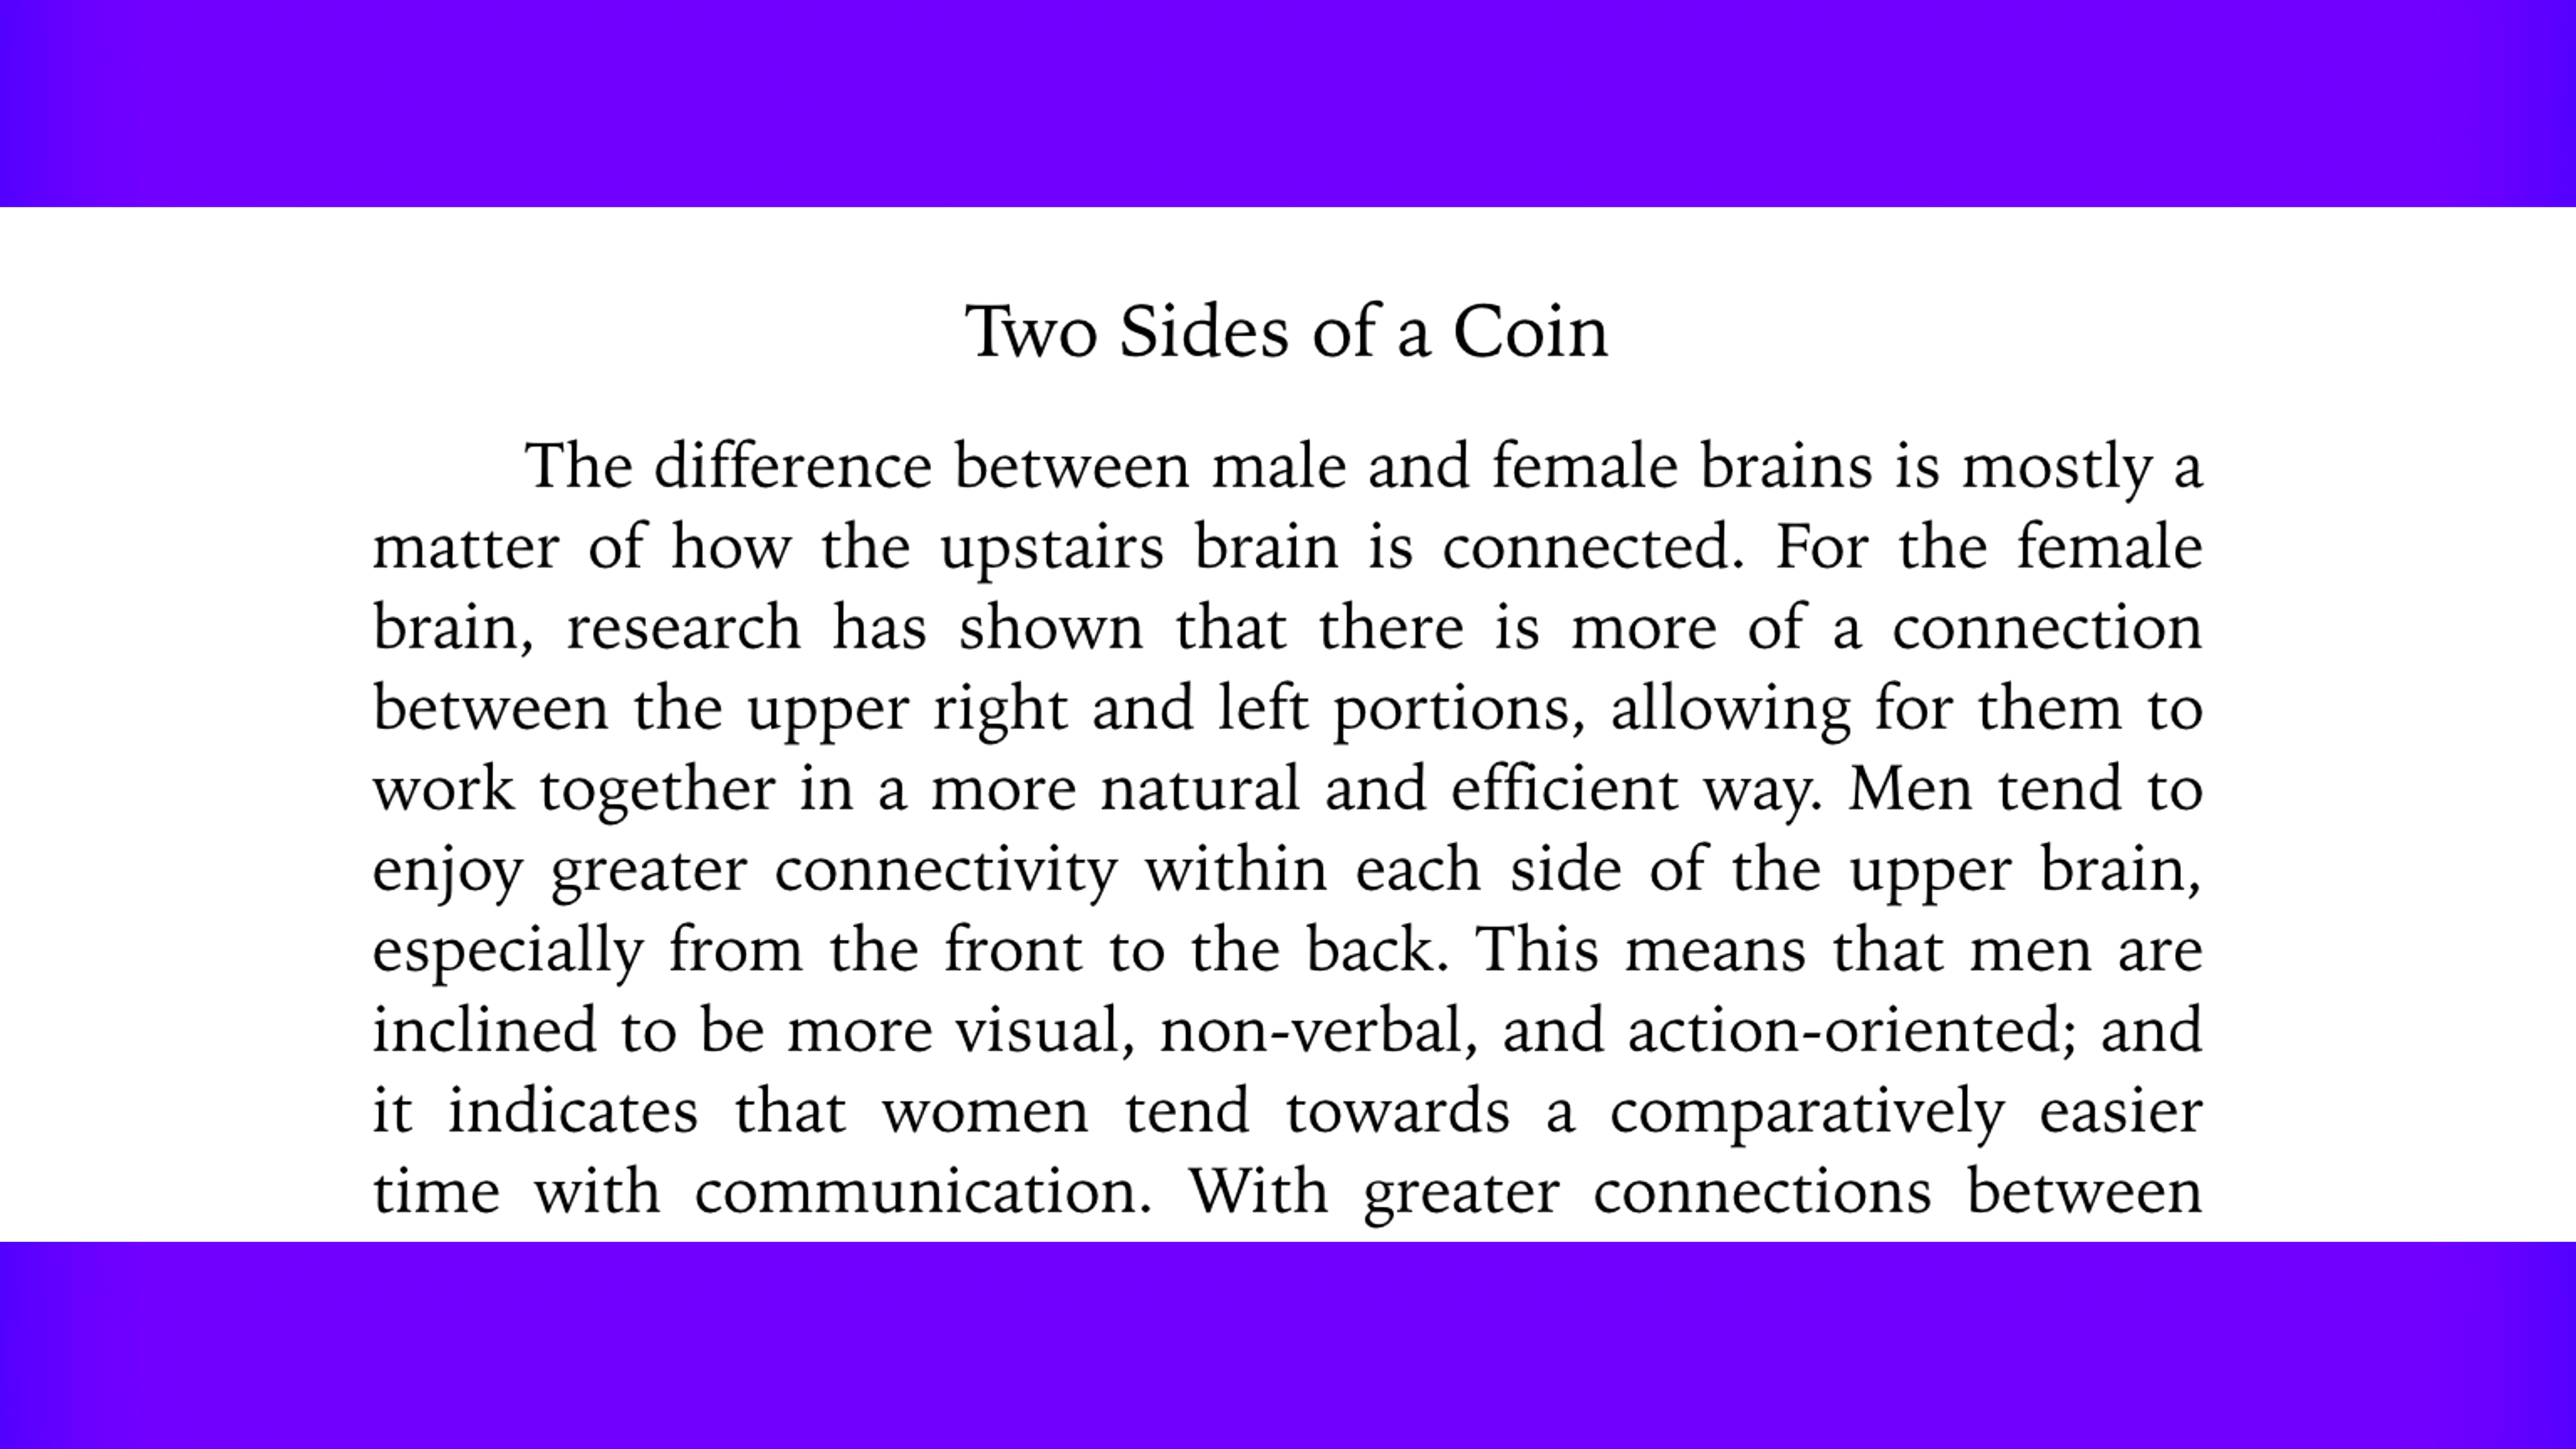 Two Sides of a Coin
The difference between male and female brains is mostly a
matter of how the upstairs brain is connected. For the female
brain, research has shown that there is more of a connection
between the upper right and left portions, allowing for them to
work together in a more natural and efficient way. Men tend to
enjoy greater connectivity within each side of the upper brain,
especially from the front to the back. This means that men are
inclined to be more visual, non-verbal, and action-oriented; and
it indicates that women tend towards a comparatively easier
time with communication. With greater connections between